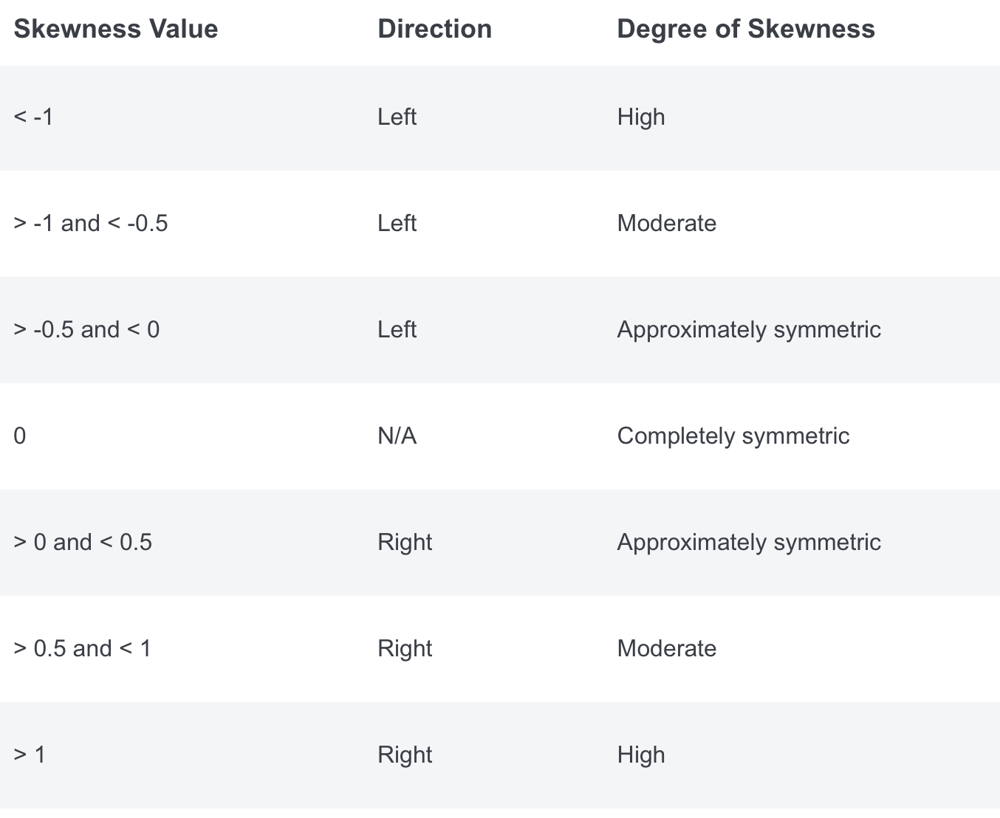 Skewness Value Direction Degree of Skewness
< -1 Left High
> -1 and < -0.5 Left Moderate
> -0.5 and < 0 Left Approximately symmetric
0 N/A Completely symmetric
> 0 and < 0.5 Right Approximately symmetric
> 0.5 and < 1 Right Moderate
> 1 Right High